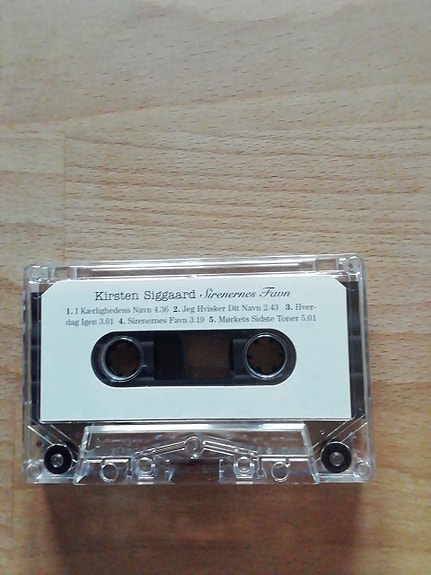 Kirsten Siggaard Sirenernes Favn
1. I Kærlighedens Navn 4.36 2. Jeg Hvisker Dit Navn 2.43 3. Hver-
dag Igen 3.01 4. Sirenernes Favn 3.19 5. Mørkets Sidste Toner 5.01